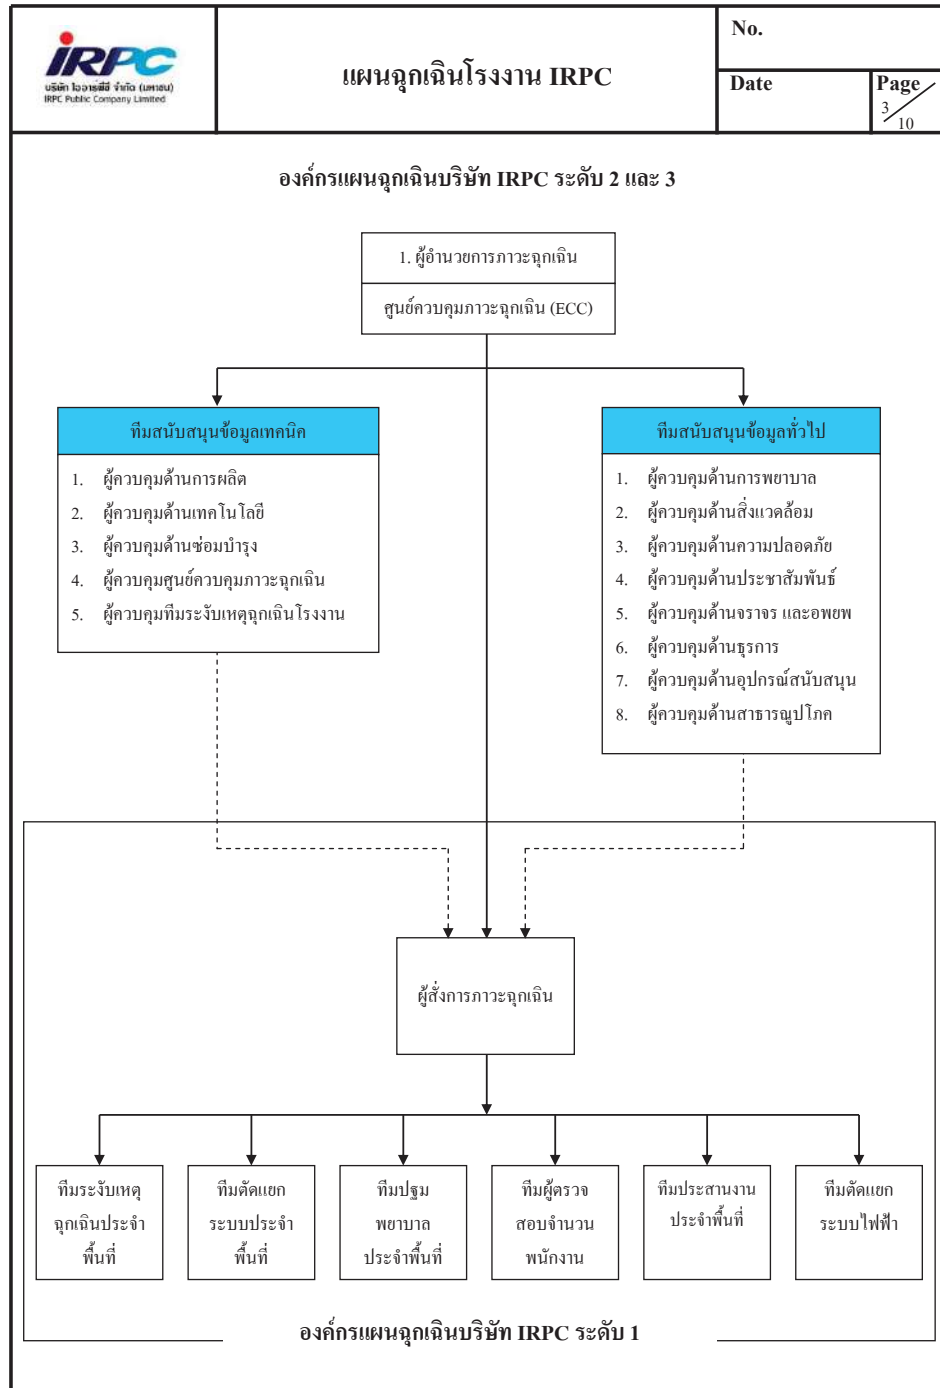 IRPC
บริษัท ไออาร์พีซี จำกัด (มหาชน)
IRPC Public Company Limited
แผนฉุกเฉินโรงงาน IRPC
No.
Date
Page
3
10
องค์กรแผนฉุกเฉินบริษัท IRPC ระดับ 2 และ 3
1. ผู้อำนวยการภาวะฉุกเฉิน
ศูนย์ควบคุมภาวะฉุกเฉิน (ECC)
ทีมสนับสนุนข้อมูลเทคนิค
1. ผู้ควบคุมด้านการผลิต
2. ผู้ควบคุมด้านเทคโนโลยี
3. ผู้ควบคุมด้านซ่อมบำรุง
4. ผู้ควบคุมศูนย์ควบคุมภาวะฉุกเฉิน
5. ผู้ควบคุมทีมระงับเหตุฉุกเฉินโรงงาน
ทีมสนับสนุนข้อมูลทั่วไป
1. ผู้ควบคุมด้านการพยาบาล
2. ผู้ควบคุมด้านสิ่งแวดล้อม
3. ผู้ควบคุมด้านความปลอดภัย
4. ผู้ควบคุมด้านประชาสัมพันธ์
5. ผู้ควบคุมด้านจราจร และอพยพ
6. ผู้ควบคุมด้านธุรการ
7. ผู้ควบคุมด้านอุปกรณ์สนับสนุน
8. ผู้ควบคุมด้านสาธารณูปโภค
ผู้สั่งการภาวะฉุกเฉิน
ทีมระงับเหตุ
ฉุกเฉินประจำ
พื้นที่
ทีมตัดแยก
ระบบประจำ
พื้นที่
ทีมปฐม
พยาบาล
ประจำพื้นที่
ทีมผู้ตรวจ
สอบจำนวน
พนักงาน
ทีมประสานงาน
ประจำพื้นที่
ทีมตัดแยก
ระบบไฟฟ้า
องค์กรแผนฉุกเฉินบริษัท IRPC ระดับ 1